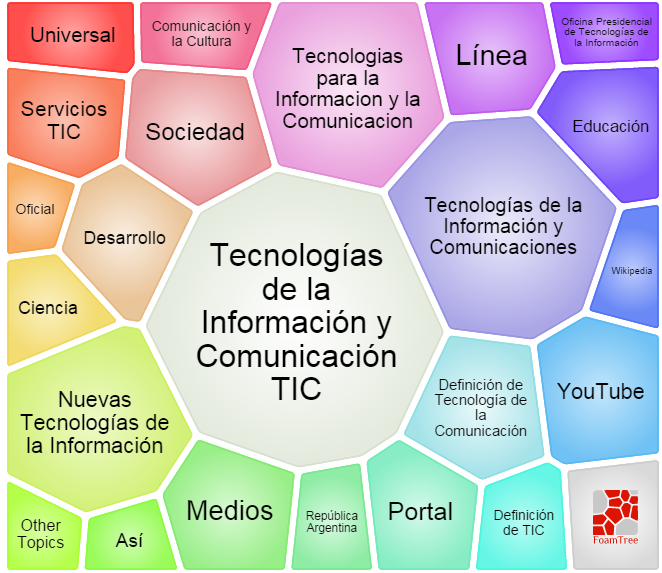 Universal
Comunicación y
la Cultura
Tecnologias
para la
Informacion y la
Comunicacion
Línea
Oficina Presidencial
de Tecnologías de
la Información
Servicios
TIC
Sociedad
Educación
Tecnologías de la
Información y
Comunicaciones
Oficial
Desarrollo
Tecnologías
de la
Información y
Comunicación
TIC
Wikipedia
Ciencia
Nuevas
Tecnologías de
la Información
Definición de
Tecnología de
la
Comunicación
YouTube
Other
Topics
Así
Medios
República
Argentina
Portal
Definición
de TIC
FoamTree